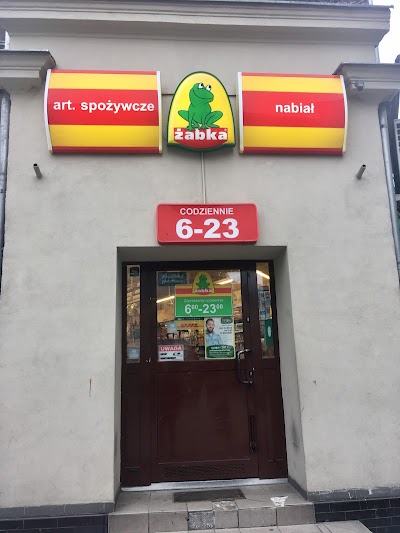 art. spożywcze
żabka
nabiał
CODZIENNIE
6-23
żabka
6⁰⁰-23⁰⁰
UWAGA